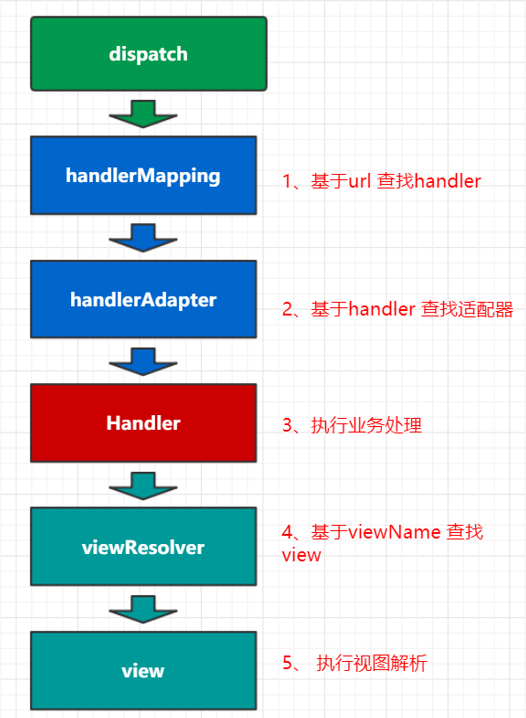 dispatch
handlerMapping
1、基于url 查找handler
handlerAdapter
2、基于handler 查找适配器
Handler
3、执行业务处理
viewResolver
4、基于viewName 查找
view
view
5、 执行视图解析